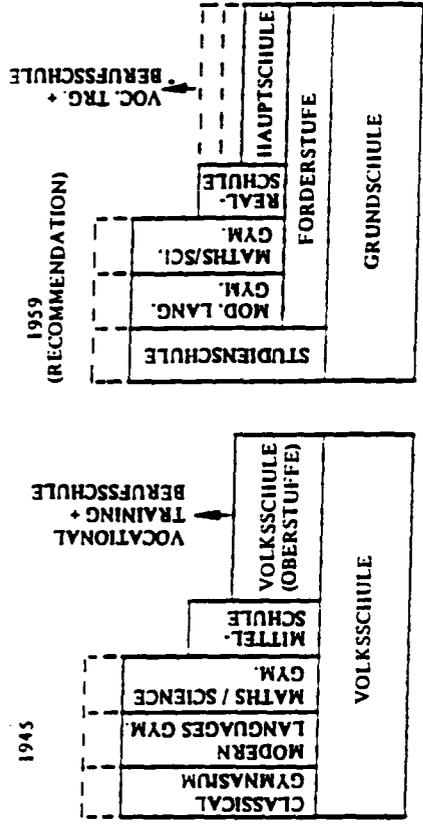 1945
CLASSICAL
GYMNASIUM
MODERN
LANGUAGES GYM.
MATHS / SCIENCE
GYM.
MITTEL-
SCHULE
VOLKSSCHULE
(OBERSTUFFE)
VOCATIONAL
TRAINING +
BERUFSSCHULE
VOLKSSCHULE
1959
(RECOMMENDATION)
STUDIENSCHULE
MOD. LANG.
GYM.
MATHS/SCI.
GYM.
REAL-
SCHULE
HAUPTSCHULE
VOC. TRG. +
BERUFSSCHULE
FORDERSTUFE
GRUNDSCHULE